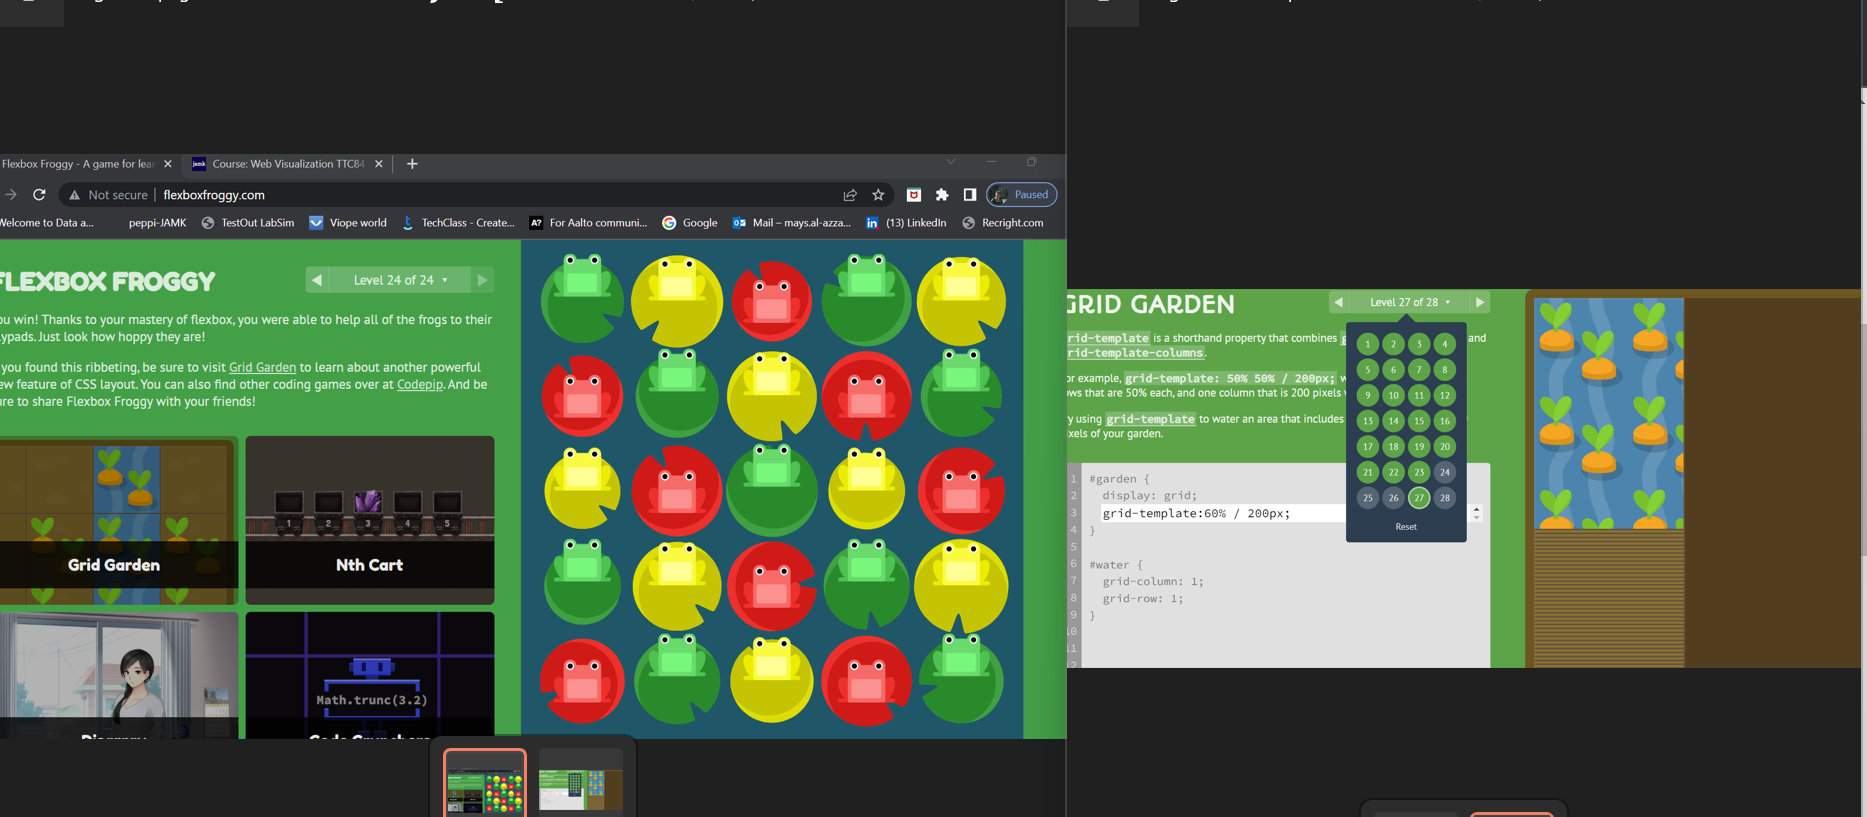 Flexbox Froggy - A game for lea
jamk
Course: Web Visualization TTC84
Not secure
flexboxfroggy.com
Paused
Welcome to Data a...
peppi-JAMK
TestOut LabSim
Viope world
TechClass - Create...
A?
For Aalto communi...
Google
Mail – mays.al-azza...
in
(13) LinkedIn
Recright.com
FLEXBOX FROGGY
Level 24 of 24
ou win! Thanks to your mastery of flexbox, you were able to help all of the frogs to their
lypads. Just look how hoppy they are!
you found this ribbeting, be sure to visit Grid Garden to learn about another powerful
ew feature of CSS layout. You can also find other coding games over at Codepip. And be
ure to share Flexbox Froggy with your friends!
Grid Garden
1 2 3 4 5
Nth Cart
Math.trunc(3.2)
GRID GARDEN
Level 27 of 28
rid-template is a shorthand property that combines g
and
rid-template-columns.
or example, grid-template: 50% 50% / 200px; w
ows that are 50% each, and one column that is 200 pixels
y using grid-template to water an area that includes
xels of your garden.
1 2 3 4
5 6 7 8
9 10 11 12
13 14 15 16
17 18 19 20
21 22 23 24
25 26 27 28
Reset
1 #garden {
2 display: grid;
3 grid-template:60% / 200px;
4 }
5
6 #water {
7 grid-column: 1;
8 grid-row: 1;
9 }
10
11
12